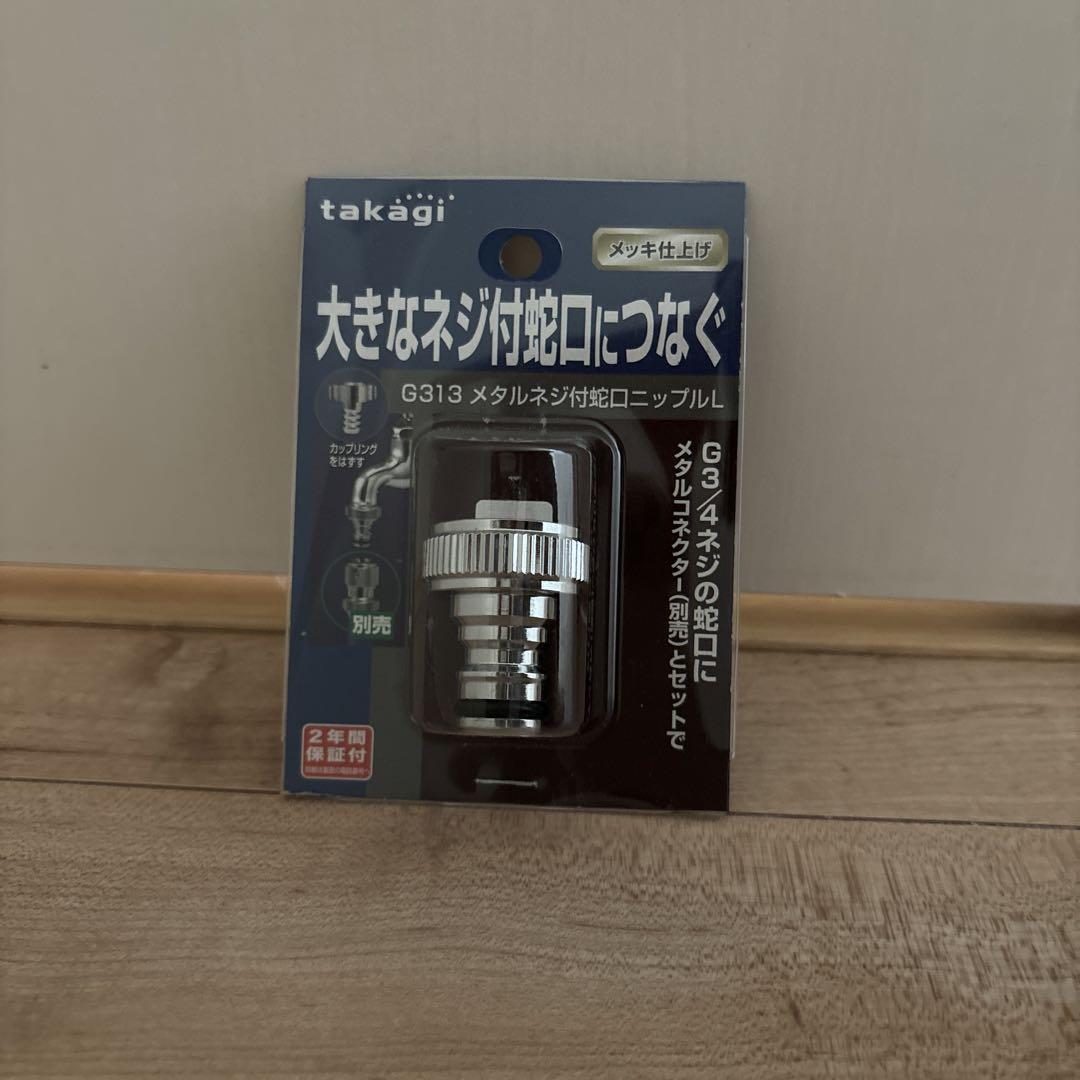 takagi
メッキ仕上げ
大きなネジ付蛇口につなぐ
G313 メタルネジ付蛇口ニップルL
カップリング
をはずす
別売
G3/4ネジの蛇口に
メタルコネクター(別売)とセットで
2年間
保証付